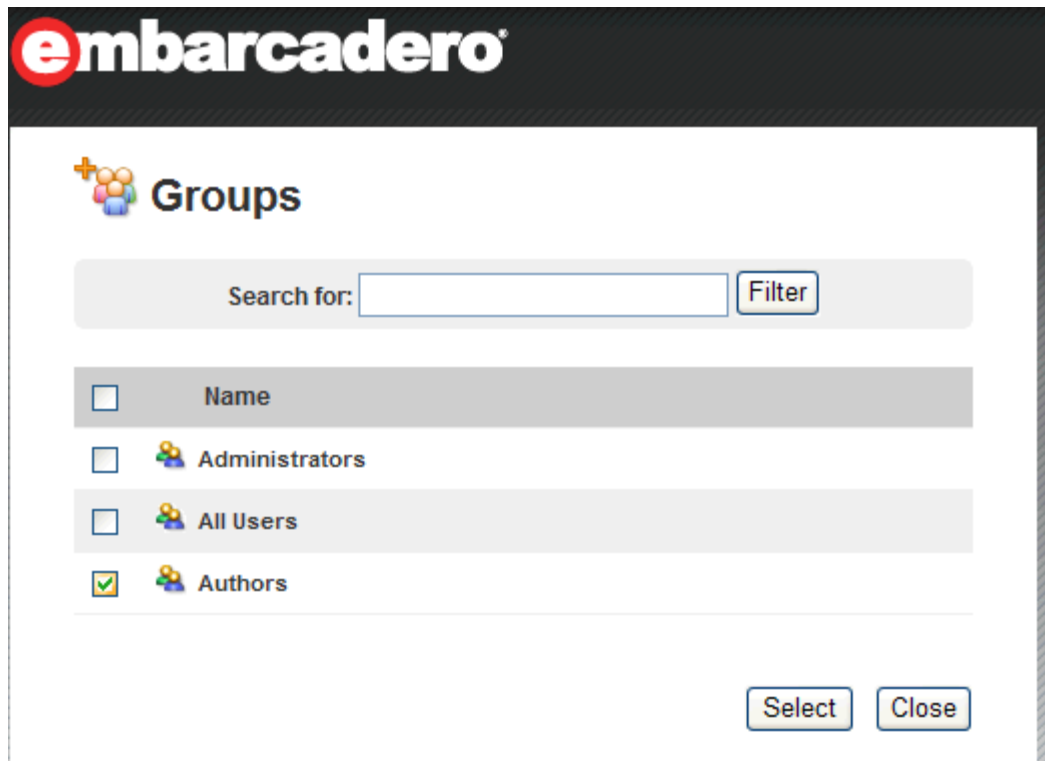 embarcadero®
Groups
Search for: Filter
Name
Administrators
All Users
Authors
Select Close